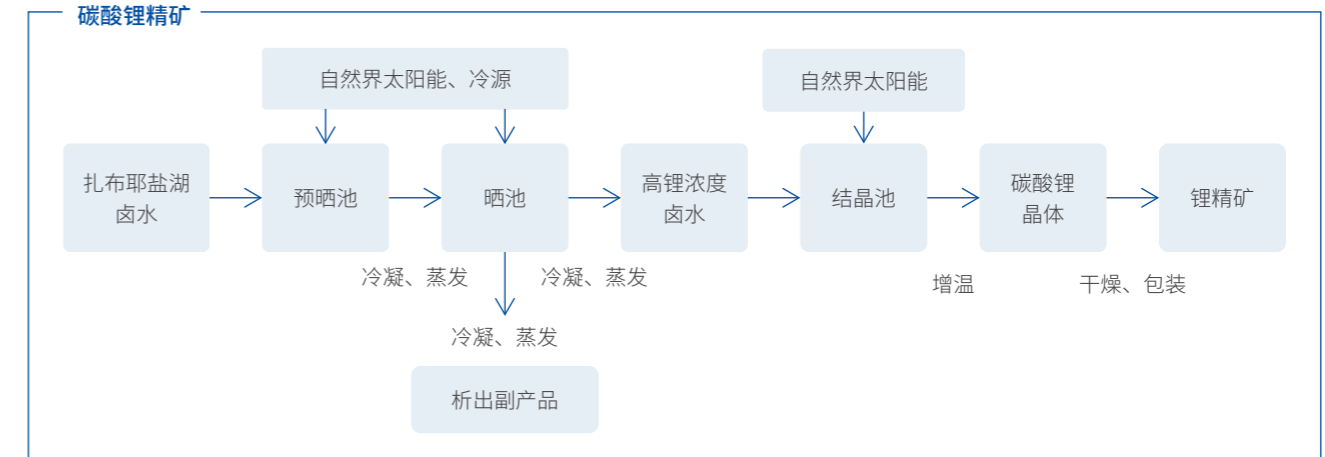 碳酸锂精矿
自然界太阳能、冷源
自然界太阳能
扎布耶盐湖
卤水
预晒池
晒池
高锂浓度
卤水
结晶池
碳酸锂
晶体
锂精矿
冷凝、蒸发
冷凝、蒸发
增温
干燥、包装
冷凝、蒸发
析出副产品